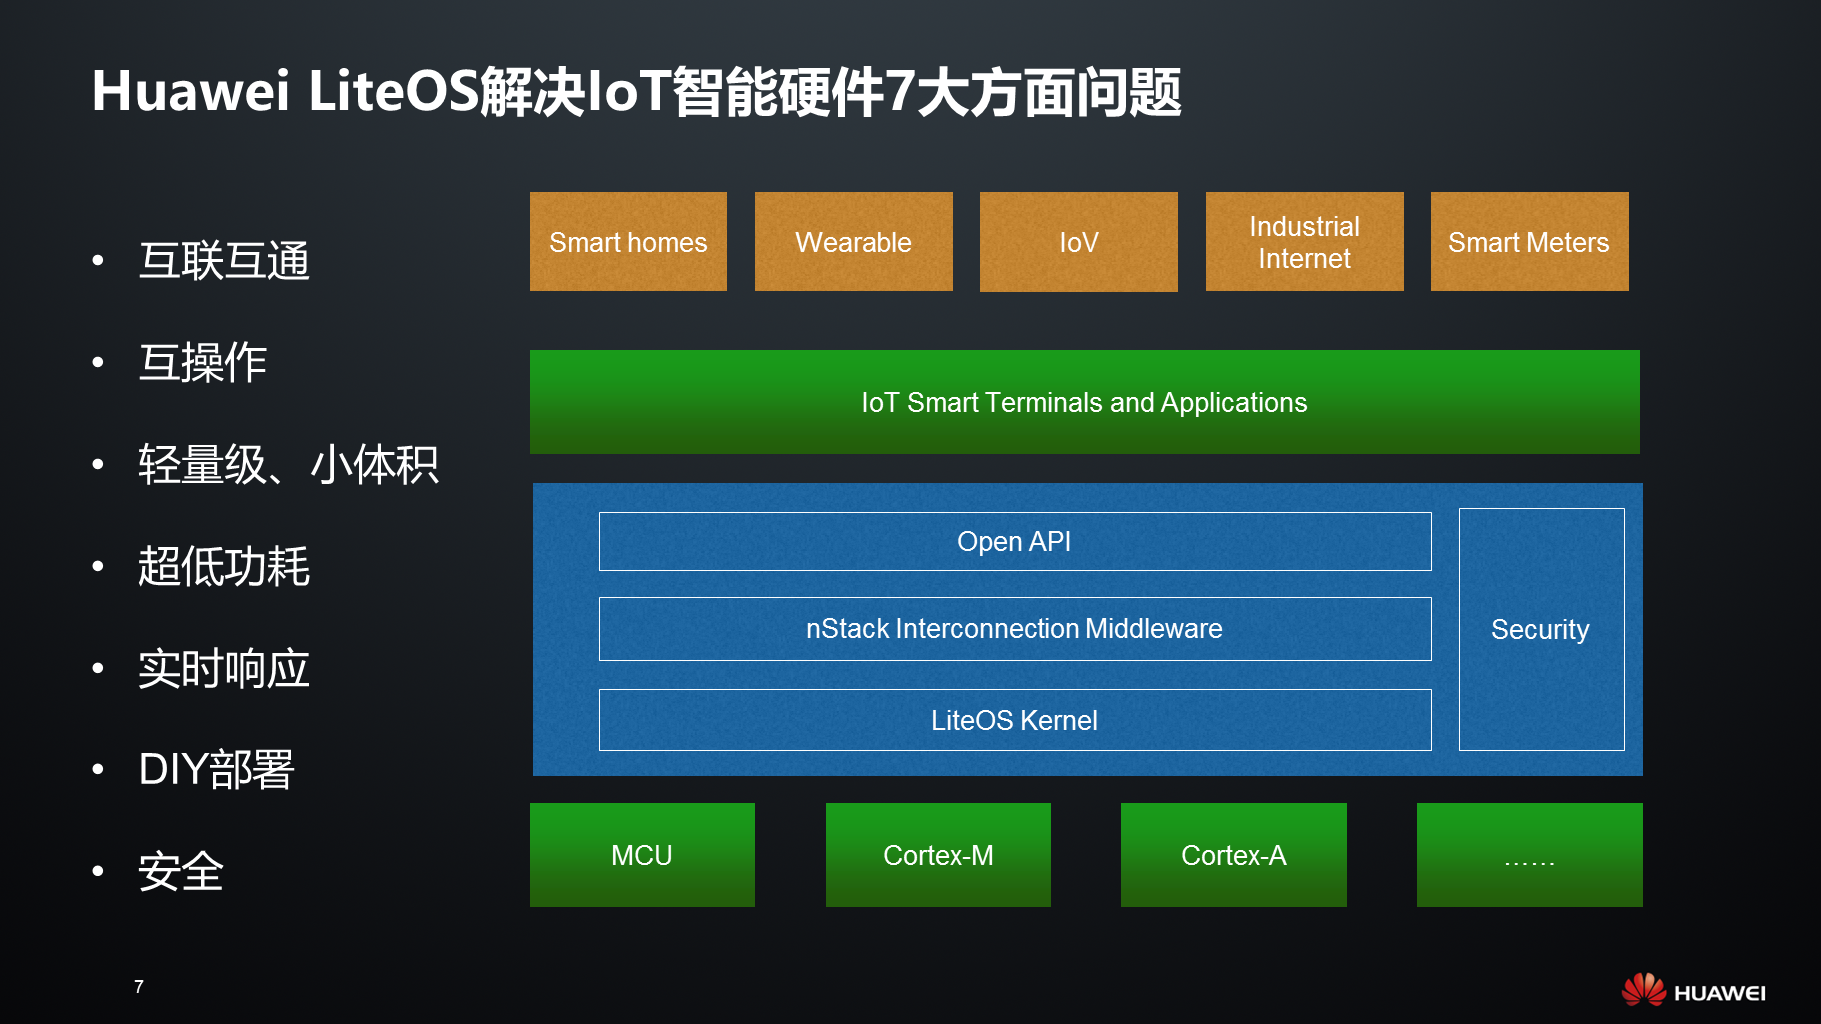 Huawei LiteOS解决IoT智能硬件7大方面问题
• 互联互通
• 互操作
• 轻量级、小体积
• 超低功耗
• 实时响应
• DIY部署
• 安全
Smart homes
Wearable
IoV
Industrial
Internet
Smart Meters
IoT Smart Terminals and Applications
Open API
nStack Interconnection Middleware
LiteOS Kernel
Security
MCU
Cortex-M
Cortex-A
……
7
HUAWEI